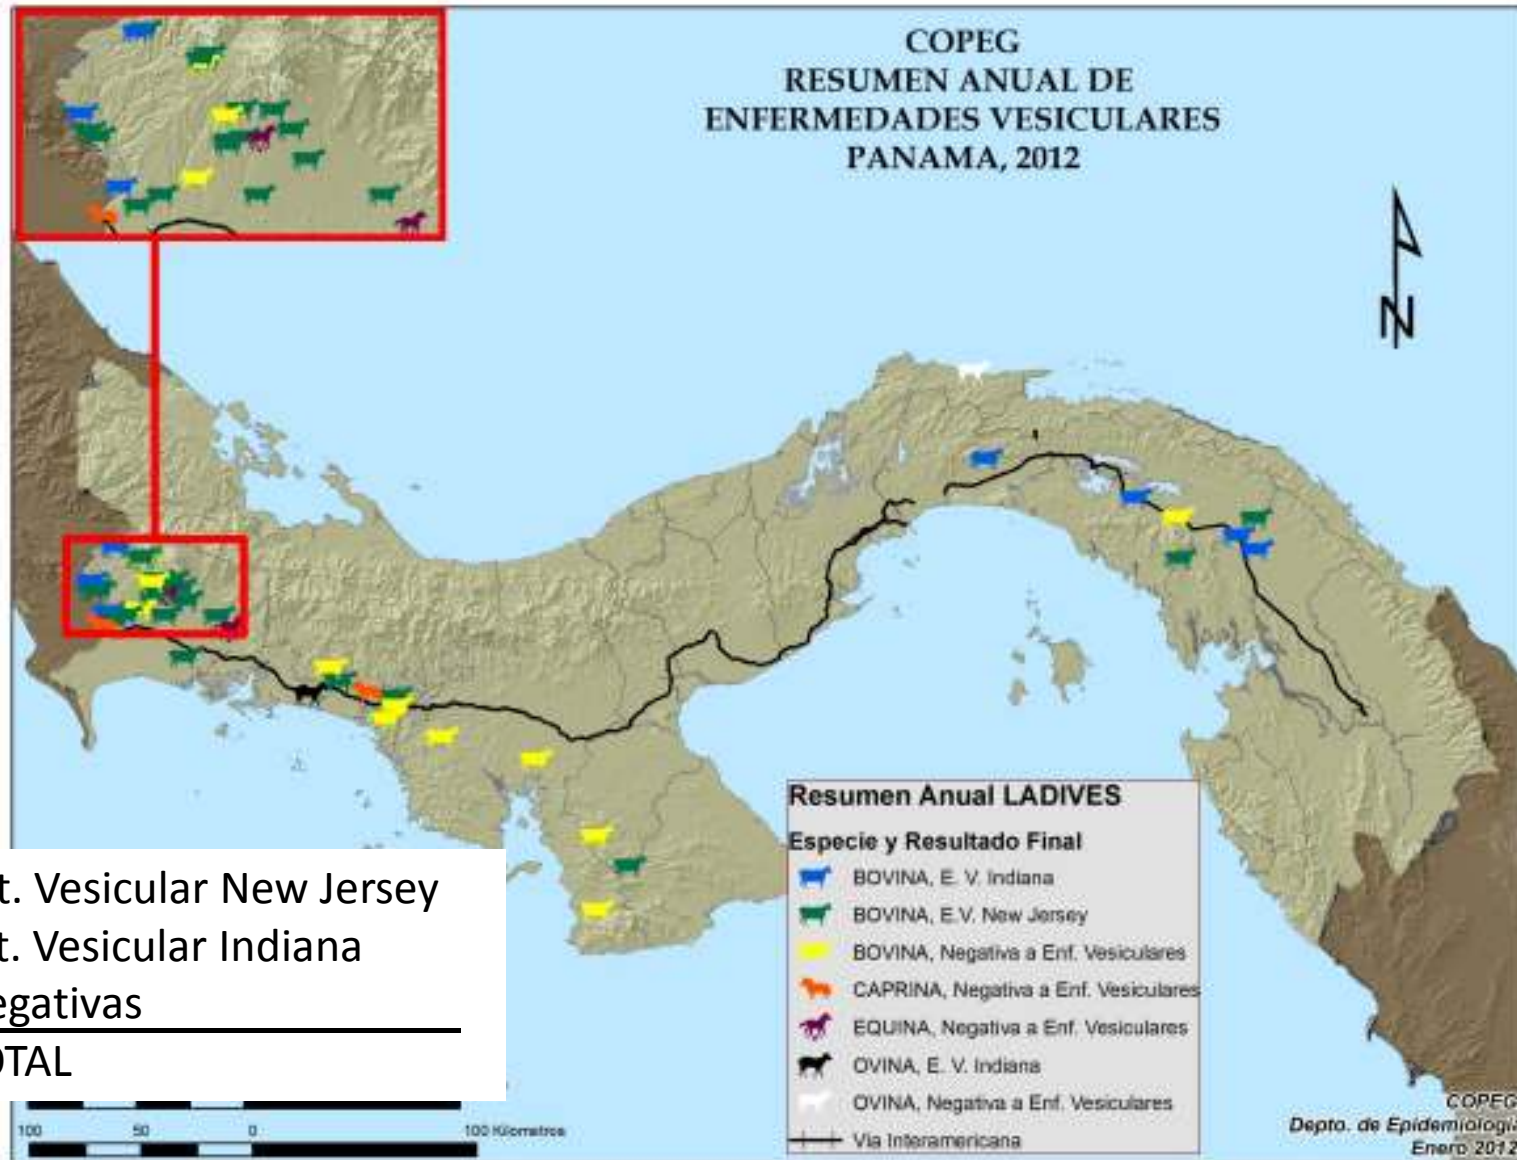 COPEG
RESUMEN ANUAL DE
ENFERMEDADES VESICULARES
PANAMA, 2012
N
Resumen Anual LADIVES
Especie y Resultado Final
BOVINA, E. V. Indiana
BOVINA, E.V. New Jersey
BOVINA, Negativa a Enf. Vesiculares
CAPRINA, Negativa a Enf. Vesiculares
EQUINA, Negativa a Enf. Vesiculares
OVINA, E. V. Indiana
OVINA, Negativa a Enf. Vesiculares
Via Interamericana
t. Vesicular New Jersey
t. Vesicular Indiana
egativas
OTAL
100 50 0 100 Kilometros
COPEG
Depto. de Epidemiologia
Enero 2012